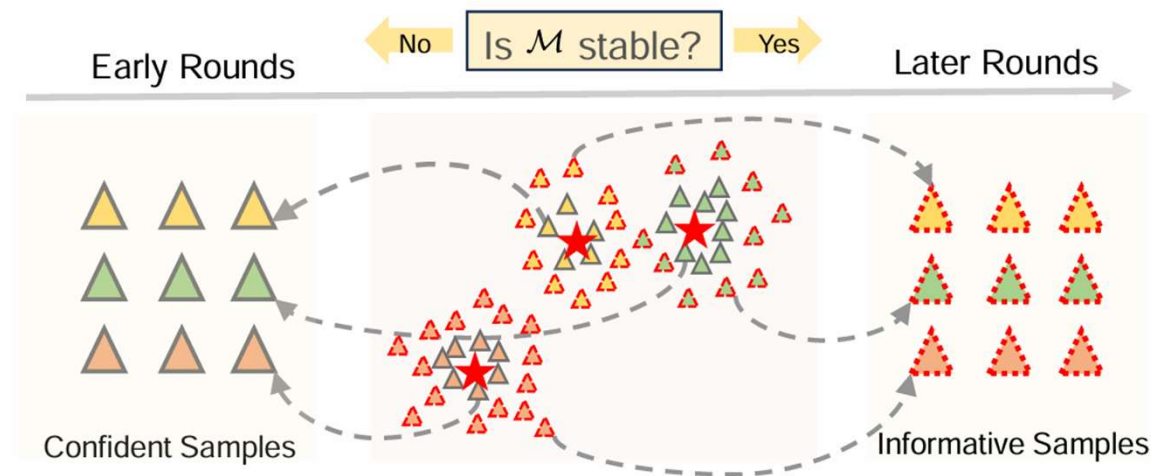 No
Is ℳ stable?
Yes
Early Rounds
Later Rounds
Confident Samples
Informative Samples